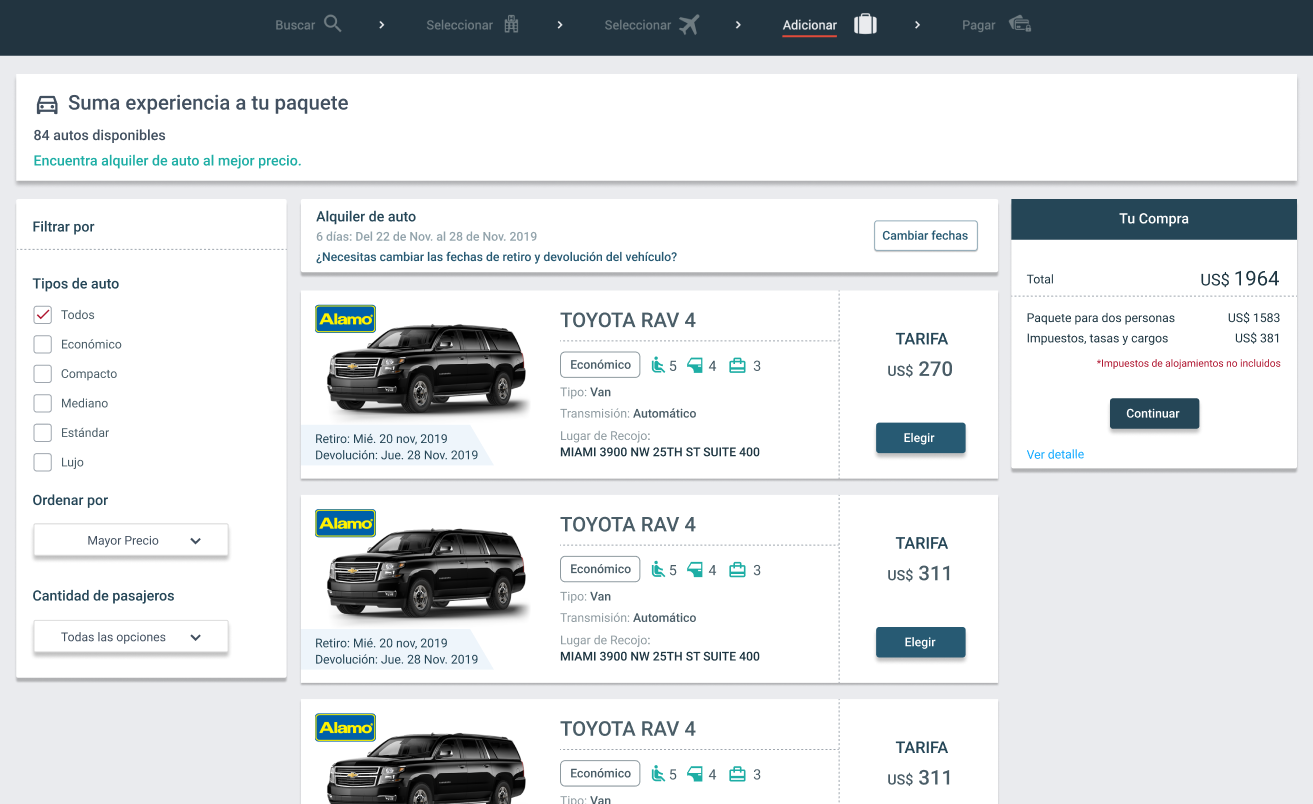 Buscar
Seleccionar
Seleccionar
Adicionar
Pagar
Suma experiencia a tu paquete
84 autos disponibles
Encuentra alquiler de auto al mejor precio.
Filtrar por
Tipos de auto
Todos
Económico
Compacto
Mediano
Estándar
Lujo
Ordenar por
Mayor Precio
Cantidad de pasajeros
Todas las opciones
Alquiler de auto
6 días: Del 22 de Nov. al 28 de Nov. 2019
¿Necesitas cambiar las fechas de retiro y devolución del vehículo?
Cambiar fechas
Alamo
TOYOTA RAV 4
Económico 5 4 3
Tipo: Van
Transmisión: Automático
Lugar de Recojo:
MIAMI 3900 NW 25TH ST SUITE 400
Retiro: Mié. 20 nov, 2019
Devolución: Jue. 28 Nov. 2019
TARIFA
US$ 270
Elegir
Alamo
TOYOTA RAV 4
Económico 5 4 3
Tipo: Van
Transmisión: Automático
Lugar de Recojo:
MIAMI 3900 NW 25TH ST SUITE 400
Retiro: Mié. 20 nov, 2019
Devolución: Jue. 28 Nov. 2019
TARIFA
US$ 311
Elegir
Alamo
TOYOTA RAV 4
Económico 5 4 3
Tipo: Van
TARIFA
US$ 311
Tu Compra
Total US$ 1964
Paquete para dos personas US$ 1583
Impuestos, tasas y cargos US$ 381
*Impuestos de alojamientos no incluidos
Continuar
Ver detalle